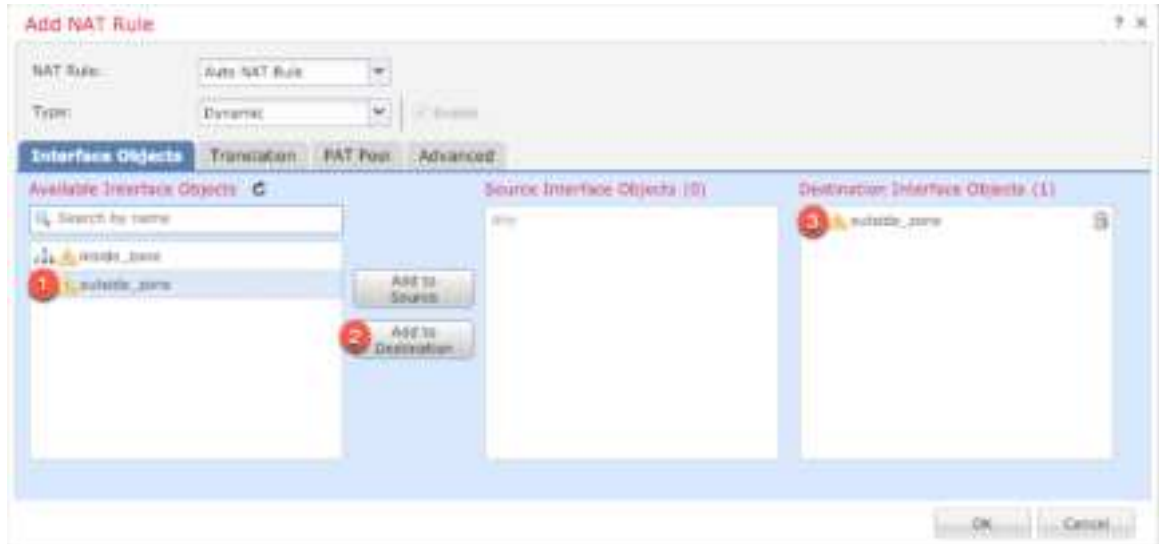 Add NAT Rule ? ×
NAT Rule: Auto NAT Rule
Type: Dynamic Enable
Interface Objects Translation PAT Pool Advanced
Available Interface Objects Source Interface Objects (0) Destination Interface Objects (1)
Search by name any 3 outside_zone
inside_zone
1 outside_zone Add to
Source
2 Add to
Destination
OK Cancel